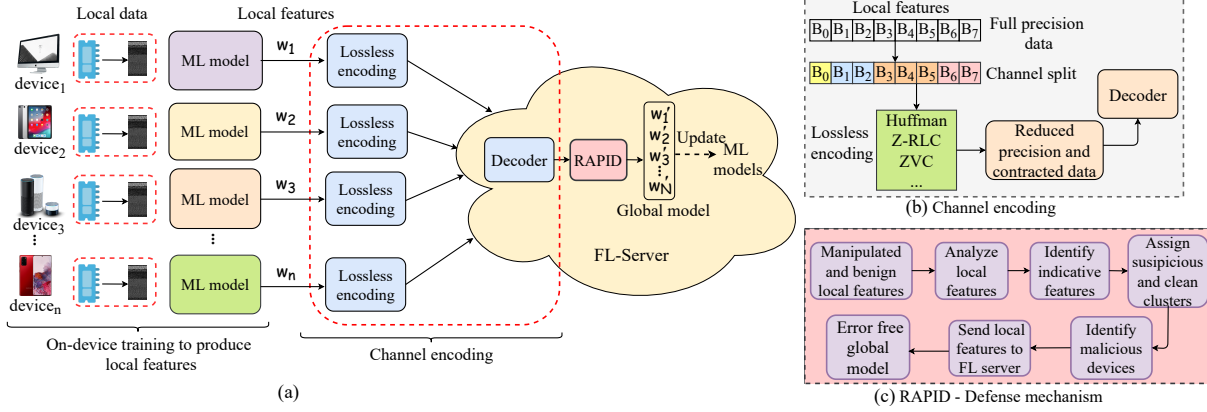 Local data
Local features
device1
ML model
w1
Lossless
encoding
device2
ML model
w2
Lossless
encoding
device3
ML model
w3
Lossless
encoding
...
...
devicen
ML model
wn
Lossless
encoding
Decoder
RAPID
w1'
w2'
w3'
...
wN'
Update
ML
models
Global model
FL-Server
On-device training to produce
local features
Channel encoding
(a)
Local features
B0 B1 B2 B3 B4 B5 B6 B7
Full precision
data
B0 B1 B2 B3 B4 B5 B6 B7
Channel split
Lossless
encoding
Huffman
Z-RLC
ZVC
...
Reduced
precision and
contracted data
Decoder
(b) Channel encoding
Manipulated
and benign
local features
Analyze
local
features
Identify
indicative
features
Assign
suspicious
and clean
clusters
Error free
global
model
Send local
features to
FL server
Identify
malicious
devices
(c) RAPID - Defense mechanism